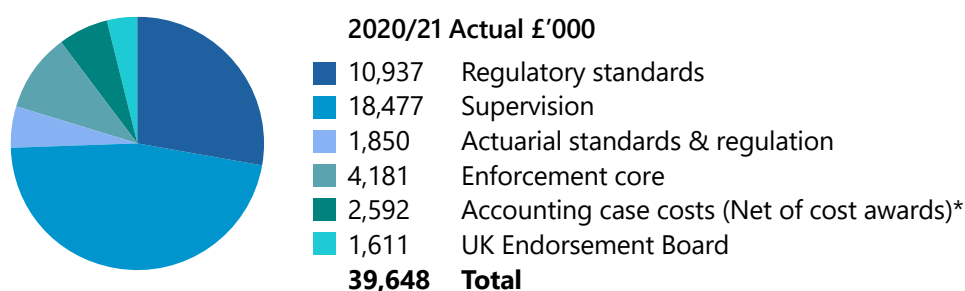 2020/21 Actual £’000
10,937 Regulatory standards
18,477 Supervision
1,850 Actuarial standards & regulation
4,181 Enforcement core
2,592 Accounting case costs (Net of cost awards)*
1,611 UK Endorsement Board
39,648 Total